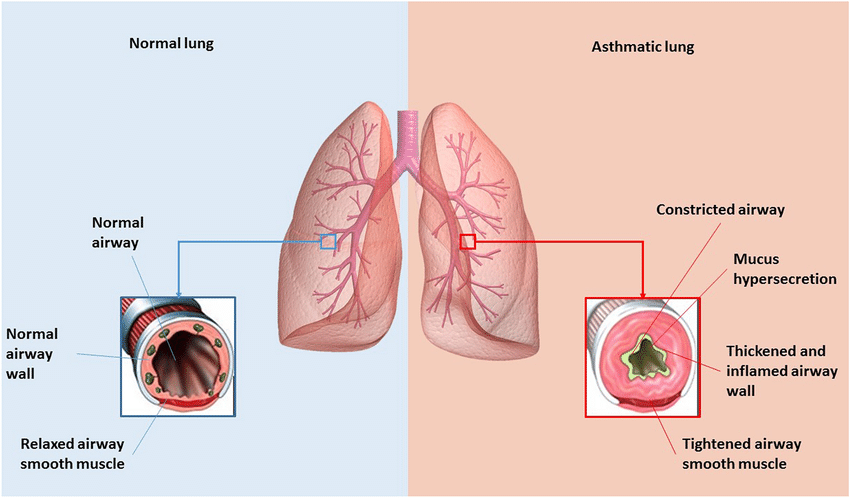 Normal lung
Asthmatic lung
Normal
airway
Normal
airway
wall
Relaxed airway
smooth muscle
Constricted airway
Mucus
hypersecretion
Thickened and
inflamed airway
wall
Tightened airway
smooth muscle